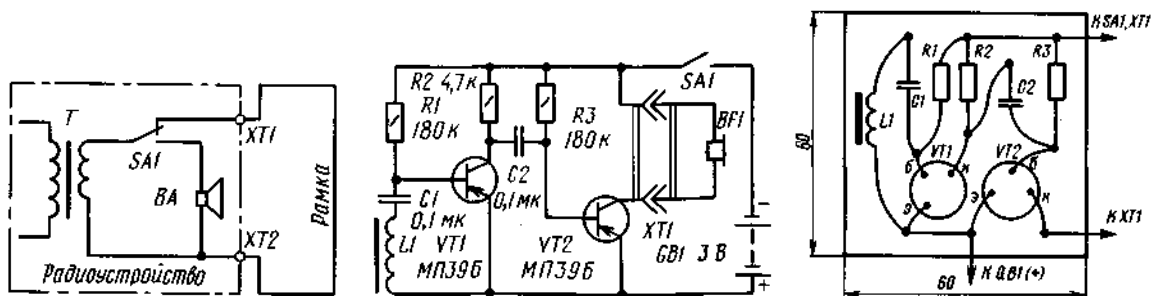 T
SA1
BA
XT1
XT2
Рамка
Радиоустройство
R2 4,7к
R1
180к
C1
0,1мк
L1
VT1
МП39Б
C2
0,1мк
R3
180к
VT2
МП39Б
SA1
BF1
XT1
GB1 3 В
–
+
60
60
L1
C1
R1
R2
C2
R3
VT1
VT2
б
к
э
б
э
к
К SA1, XT1
К XT1
К GB1 (+)